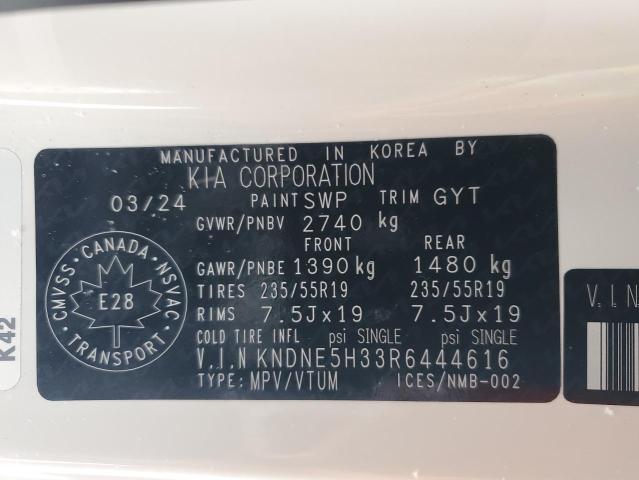 MANUFACTURED IN KOREA BY
KIA CORPORATION
03/24 PAINT SWP TRIM GYT
GVWR/PNBV 2740 kg
FRONT REAR
GAWR/PNBE 1390 kg 1480 kg
TIRES 235/55R19 235/55R19
RIMS 7.5Jx19 7.5Jx19
COLD TIRE INFL psi SINGLE psi SINGLE
V.I.N KNDNE5H33R6444616
TYPE: MPV/VTUM ICES/NMB-002
CMVSS • CANADA • NSVAC
E28
• TRANSPORT •
K42
V.I.N